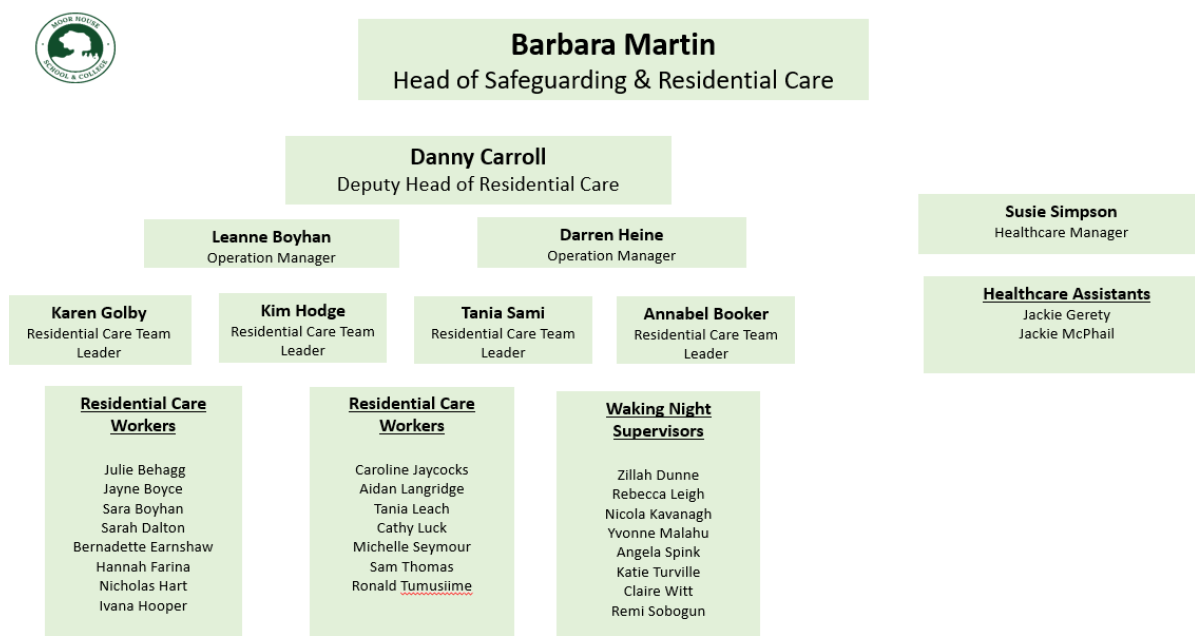 MOOR HOUSE
SCHOOL & COLLEGE
Barbara Martin
Head of Safeguarding & Residential Care
Danny Carroll
Deputy Head of Residential Care
Leanne Boyhan
Operation Manager
Darren Heine
Operation Manager
Susie Simpson
Healthcare Manager
Healthcare Assistants
Jackie Gerety
Jackie McPhail
Karen Golby
Residential Care Team
Leader
Kim Hodge
Residential Care Team
Leader
Tania Sami
Residential Care Team
Leader
Annabel Booker
Residential Care Team
Leader
Residential Care
Workers
Julie Behagg
Jayne Boyce
Sara Boyhan
Sarah Dalton
Bernadette Earnshaw
Hannah Farina
Nicholas Hart
Ivana Hooper
Residential Care
Workers
Caroline Jaycocks
Aidan Langridge
Tania Leach
Cathy Luck
Michelle Seymour
Sam Thomas
Ronald Tumusiime
Waking Night
Supervisors
Zillah Dunne
Rebecca Leigh
Nicola Kavanagh
Yvonne Malahu
Angela Spink
Katie Turville
Claire Witt
Remi Sobogun